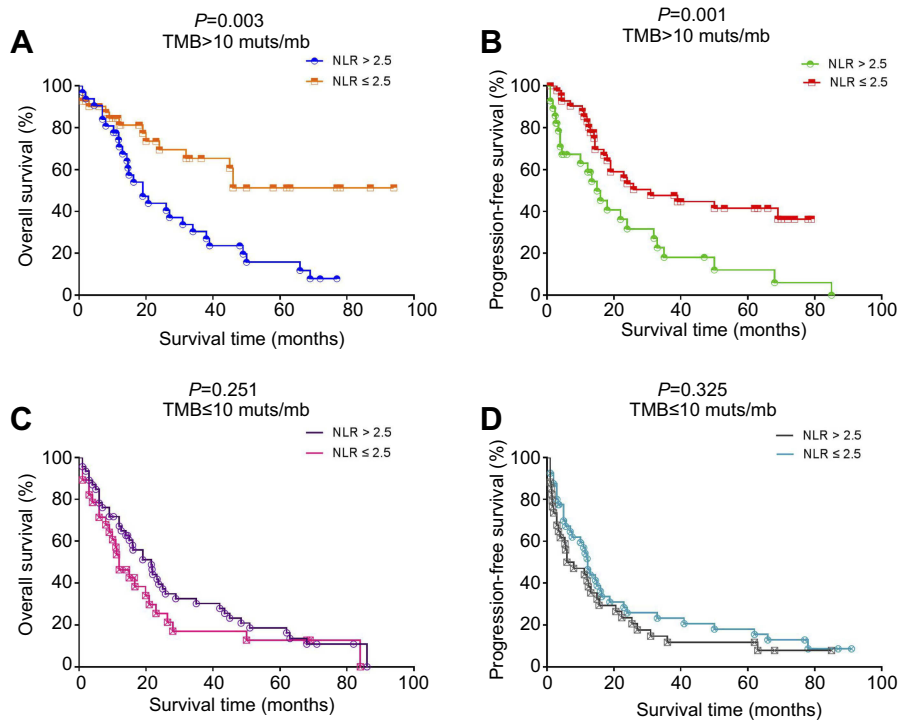 A
P=0.003
TMB>10 muts/mb
NLR > 2.5
NLR ≤ 2.5
Overall survival (%)
100
80
60
40
20
0
0 20 40 60 80 100
Survival time (months)
B
P=0.001
TMB>10 muts/mb
NLR > 2.5
NLR ≤ 2.5
Progression-free survival (%)
100
80
60
40
20
0
0 20 40 60 80 100
Survival time (months)
C
P=0.251
TMB≤10 muts/mb
NLR > 2.5
NLR ≤ 2.5
Overall survival (%)
100
80
60
40
20
0
0 20 40 60 80 100
Survival time (months)
D
P=0.325
TMB≤10 muts/mb
NLR > 2.5
NLR ≤ 2.5
Progression-free survival (%)
100
80
60
40
20
0
0 20 40 60 80 100
Survival time (months)